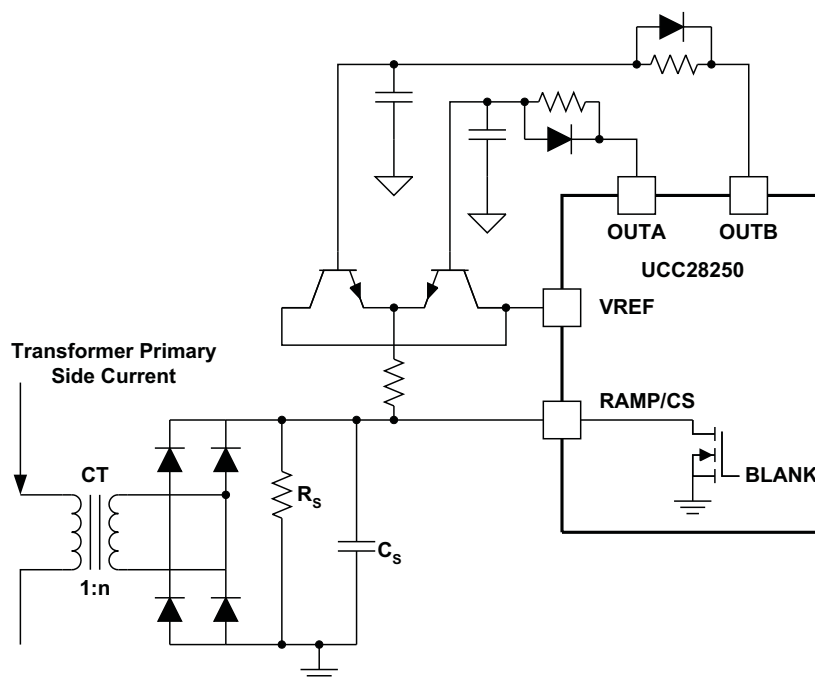 OUTA
OUTB
UCC28250
VREF
Transformer Primary
Side Current
RAMP/CS
CT
R_S
BLANK
C_S
1:n